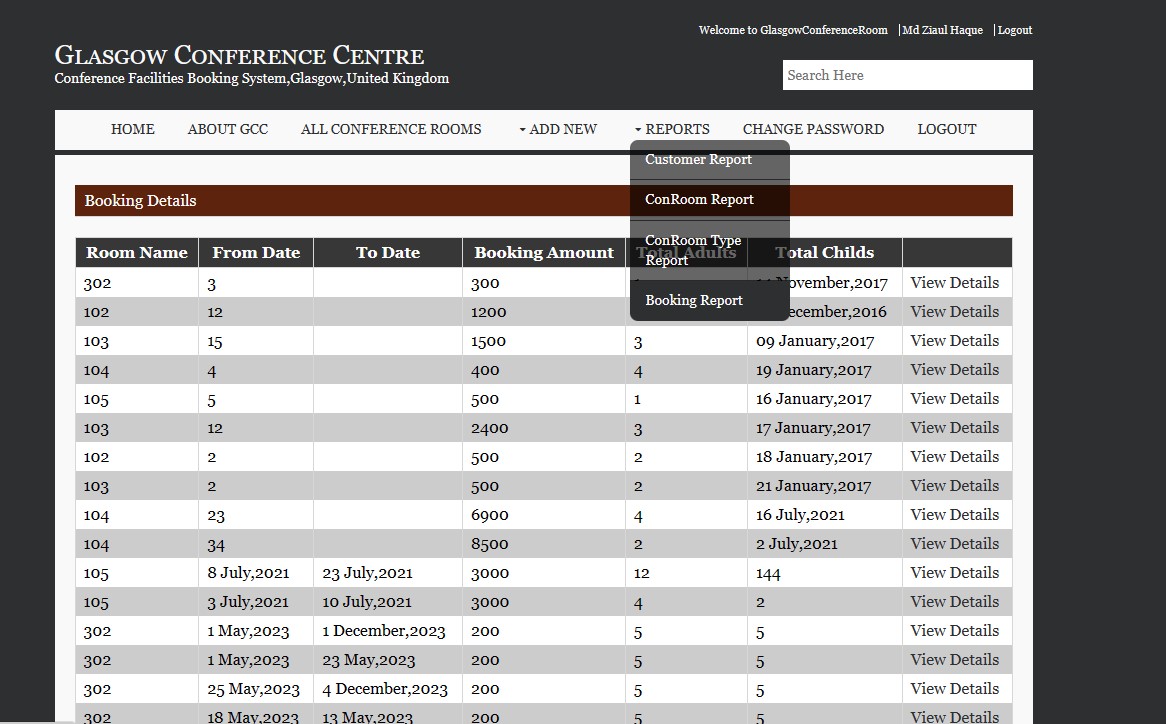 Welcome to GlasgowConferenceRoom | Md Ziaul Haque | Logout
Glasgow Conference Centre
Conference Facilities Booking System,Glasgow,United Kingdom
Search Here
HOME ABOUT GCC ALL CONFERENCE ROOMS ADD NEW REPORTS CHANGE PASSWORD LOGOUT
Customer Report
ConRoom Report
ConRoom Type
Report
Booking Report
Booking Details
Room Name From Date To Date Booking Amount Total Adults Total Childs
302 3 300 November,2017 View Details
102 12 1200 ecember,2016 View Details
103 15 1500 3 09 January,2017 View Details
104 4 400 4 19 January,2017 View Details
105 5 500 1 16 January,2017 View Details
103 12 2400 3 17 January,2017 View Details
102 2 500 2 18 January,2017 View Details
103 2 500 2 21 January,2017 View Details
104 23 6900 4 16 July,2021 View Details
104 34 8500 2 2 July,2021 View Details
105 8 July,2021 23 July,2021 3000 12 144 View Details
105 3 July,2021 10 July,2021 3000 4 2 View Details
302 1 May,2023 1 December,2023 200 5 5 View Details
302 1 May,2023 23 May,2023 200 5 5 View Details
302 25 May,2023 4 December,2023 200 5 5 View Details
302 18 May,2023 13 May,2023 200 5 5 View Details